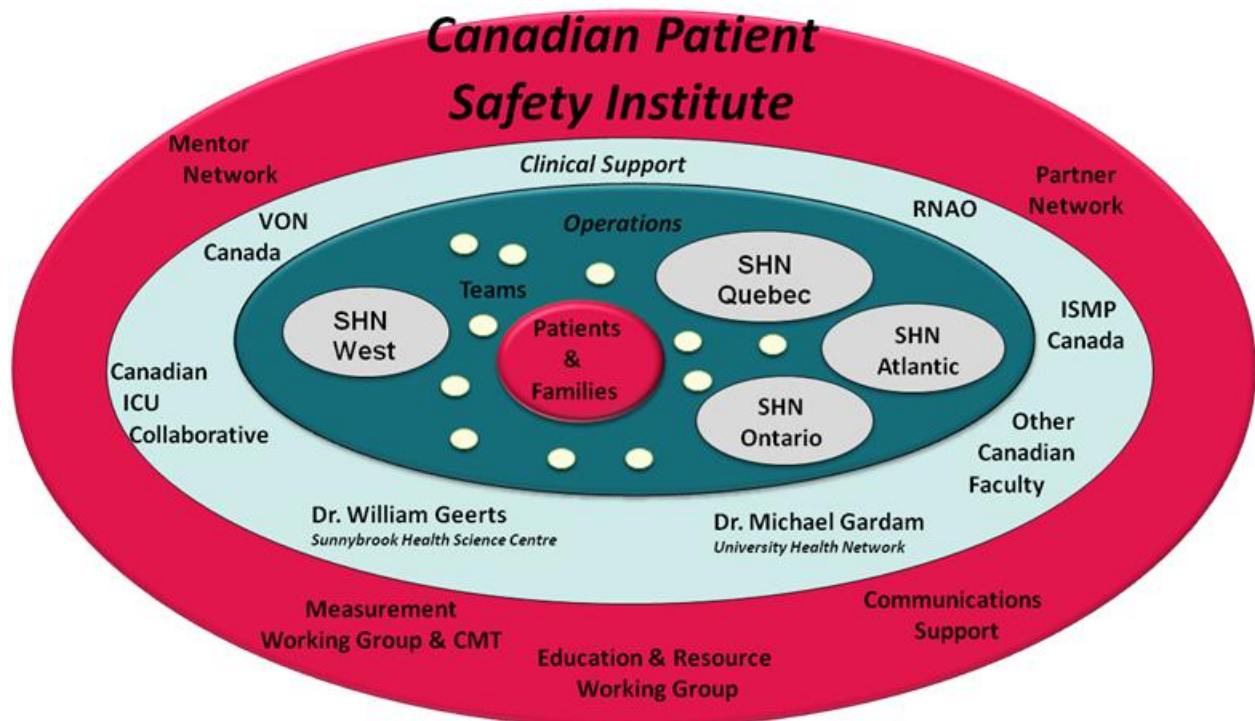 Canadian Patient
Safety Institute
Mentor
Network
Clinical Support
Partner
Network
VON
Canada
RNAO
Operations
SHN
Quebec
Teams
SHN
West
Patients
&
Families
SHN
Atlantic
ISMP
Canada
Canadian
ICU
Collaborative
SHN
Ontario
Other
Canadian
Faculty
Dr. William Geerts
Sunnybrook Health Science Centre
Dr. Michael Gardam
University Health Network
Measurement
Working Group & CMT
Communications
Support
Education & Resource
Working Group